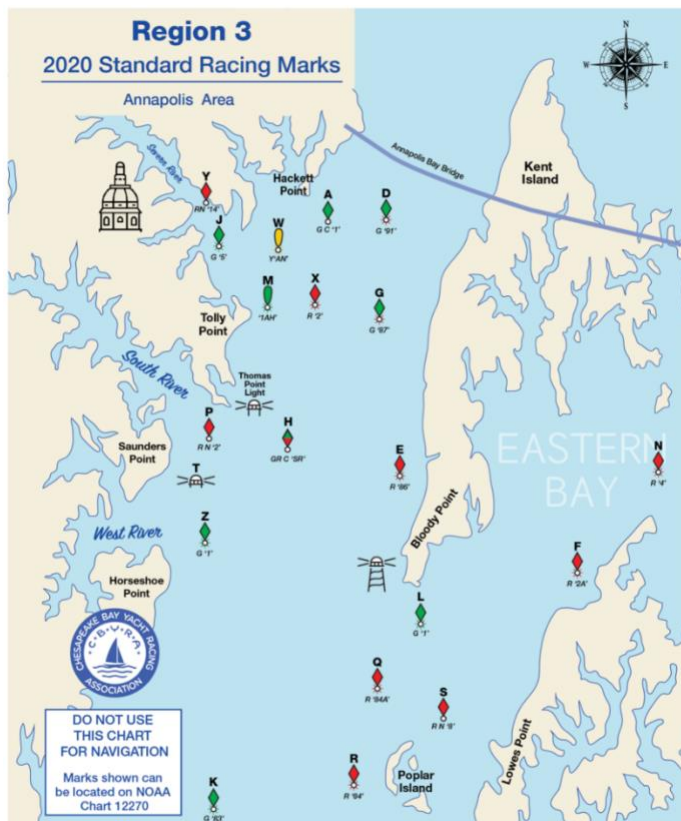 Region 3
2020 Standard Racing Marks
Annapolis Area
N
W
E
S
Annapolis Bay Bridge
Kent
Island
Severn River
Hackett
Point
Y
RN '14'
A
G C '1'
D
G '91'
J
G '5'
W
Y'AN'
M
'1AH'
X
R '2'
G
G '87'
Tolly
Point
South River
Thomas
Point
Light
P
R N '2'
H
GR C 'SR'
Saunders
Point
T
E
R '86'
EASTERN
BAY
N
R '4'
Bloody Point
West River
Z
G '1'
Horseshoe
Point
F
R '2A'
L
G '1'
CHESAPEAKE BAY YACHT RACING
C·B·Y·R·A
ASSOCIATION
Q
R '84A'
S
R N '8'
Lowes Point
DO NOT USE
THIS CHART
FOR NAVIGATION
Marks shown can
be located on NOAA
Chart 12270
R
R '84'
Poplar
Island
K
G '83'